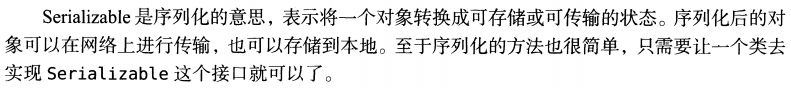 Serializable 是序列化的意思，表示将一个对象转换成可存储或可传输的状态。序列化后的对
象可以在网络上进行传输，也可以存储到本地。至于序列化的方法也很简单，只需要让一个类去
实现 Serializable 这个接口就可以了。